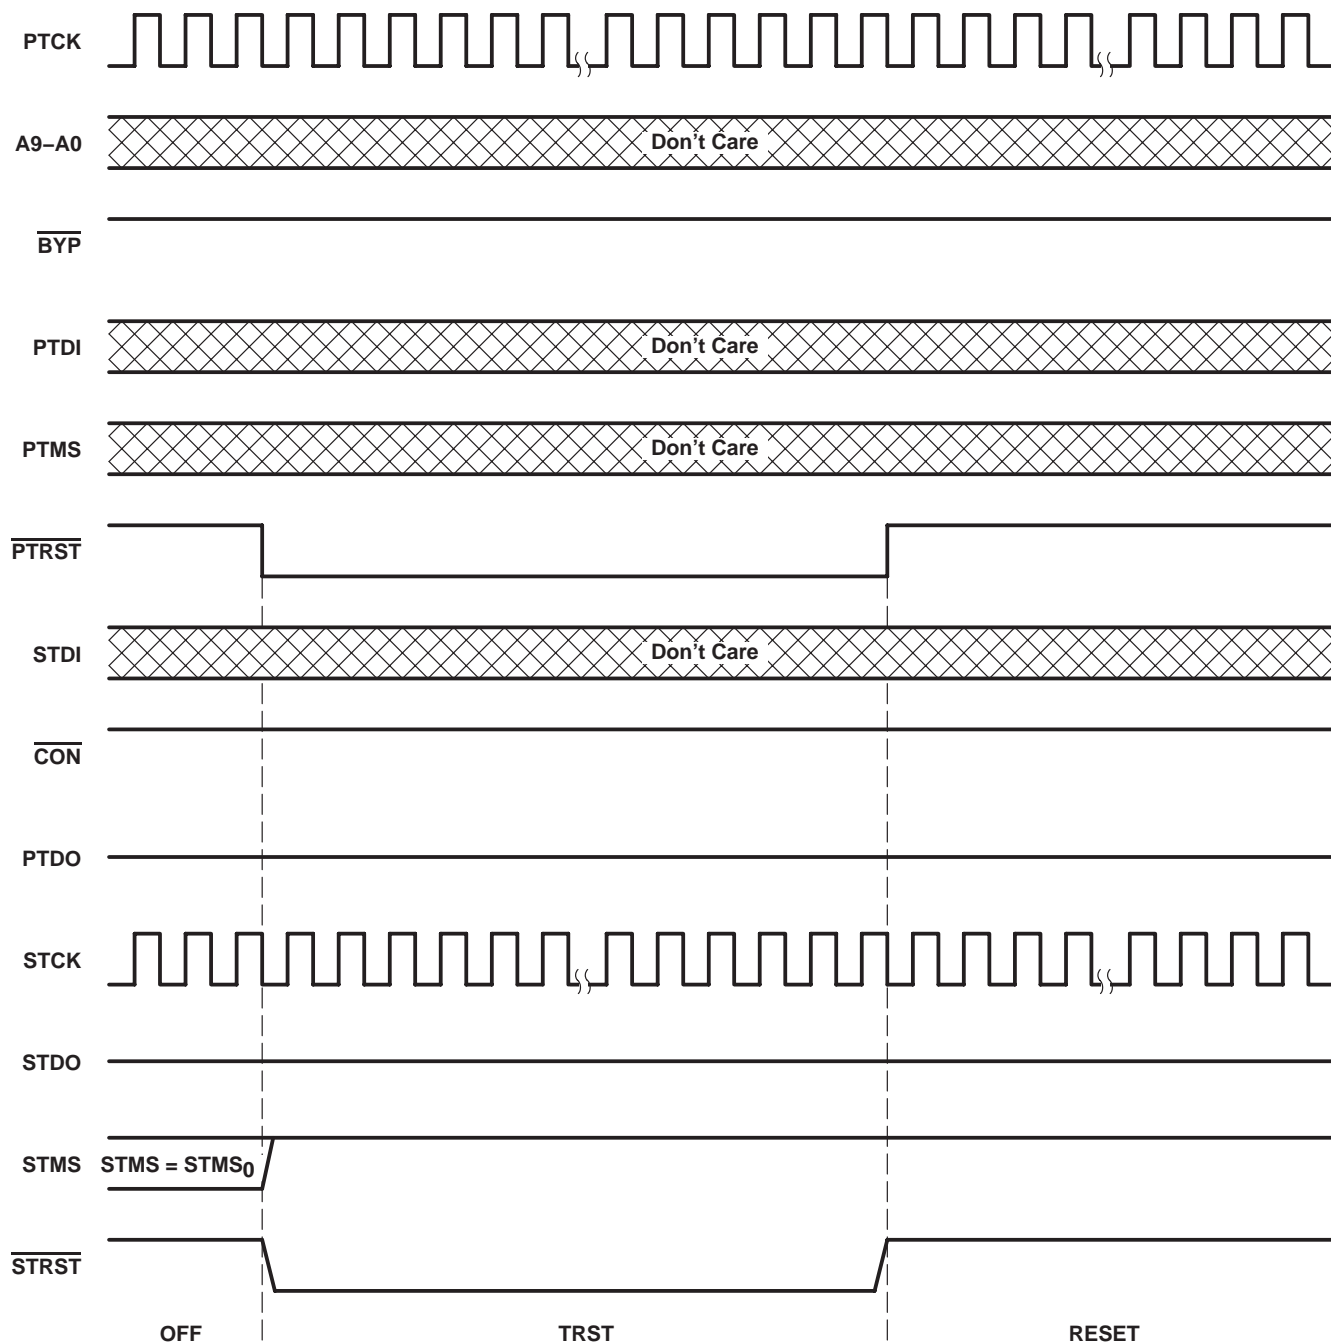 PTCK
A9–A0
Don't Care
BYP
PTDI
Don't Care
PTMS
Don't Care
PTRST
STDI
Don't Care
CON
PTDO
STCK
STDO
STMS
STMS = STMS0
STRST
OFF
TRST
RESET